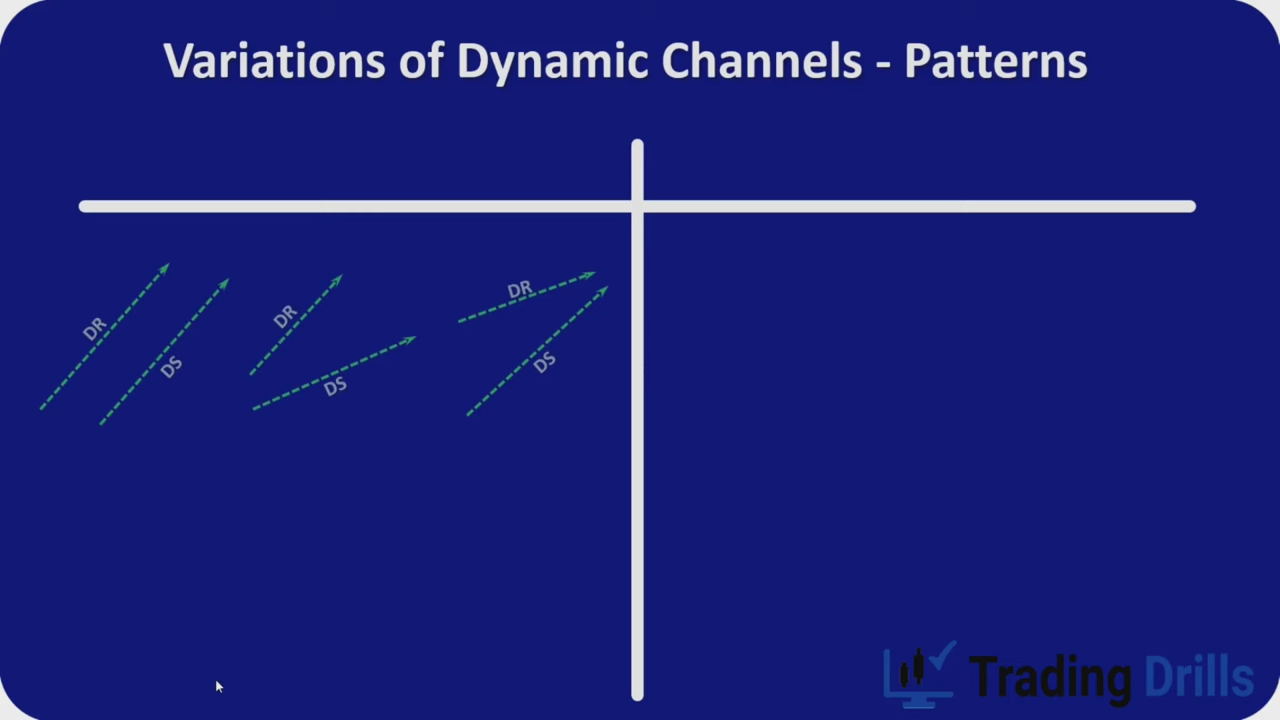 Variations of Dynamic Channels - Patterns
DR
DS
DR
DS
DR
DS
Trading Drills